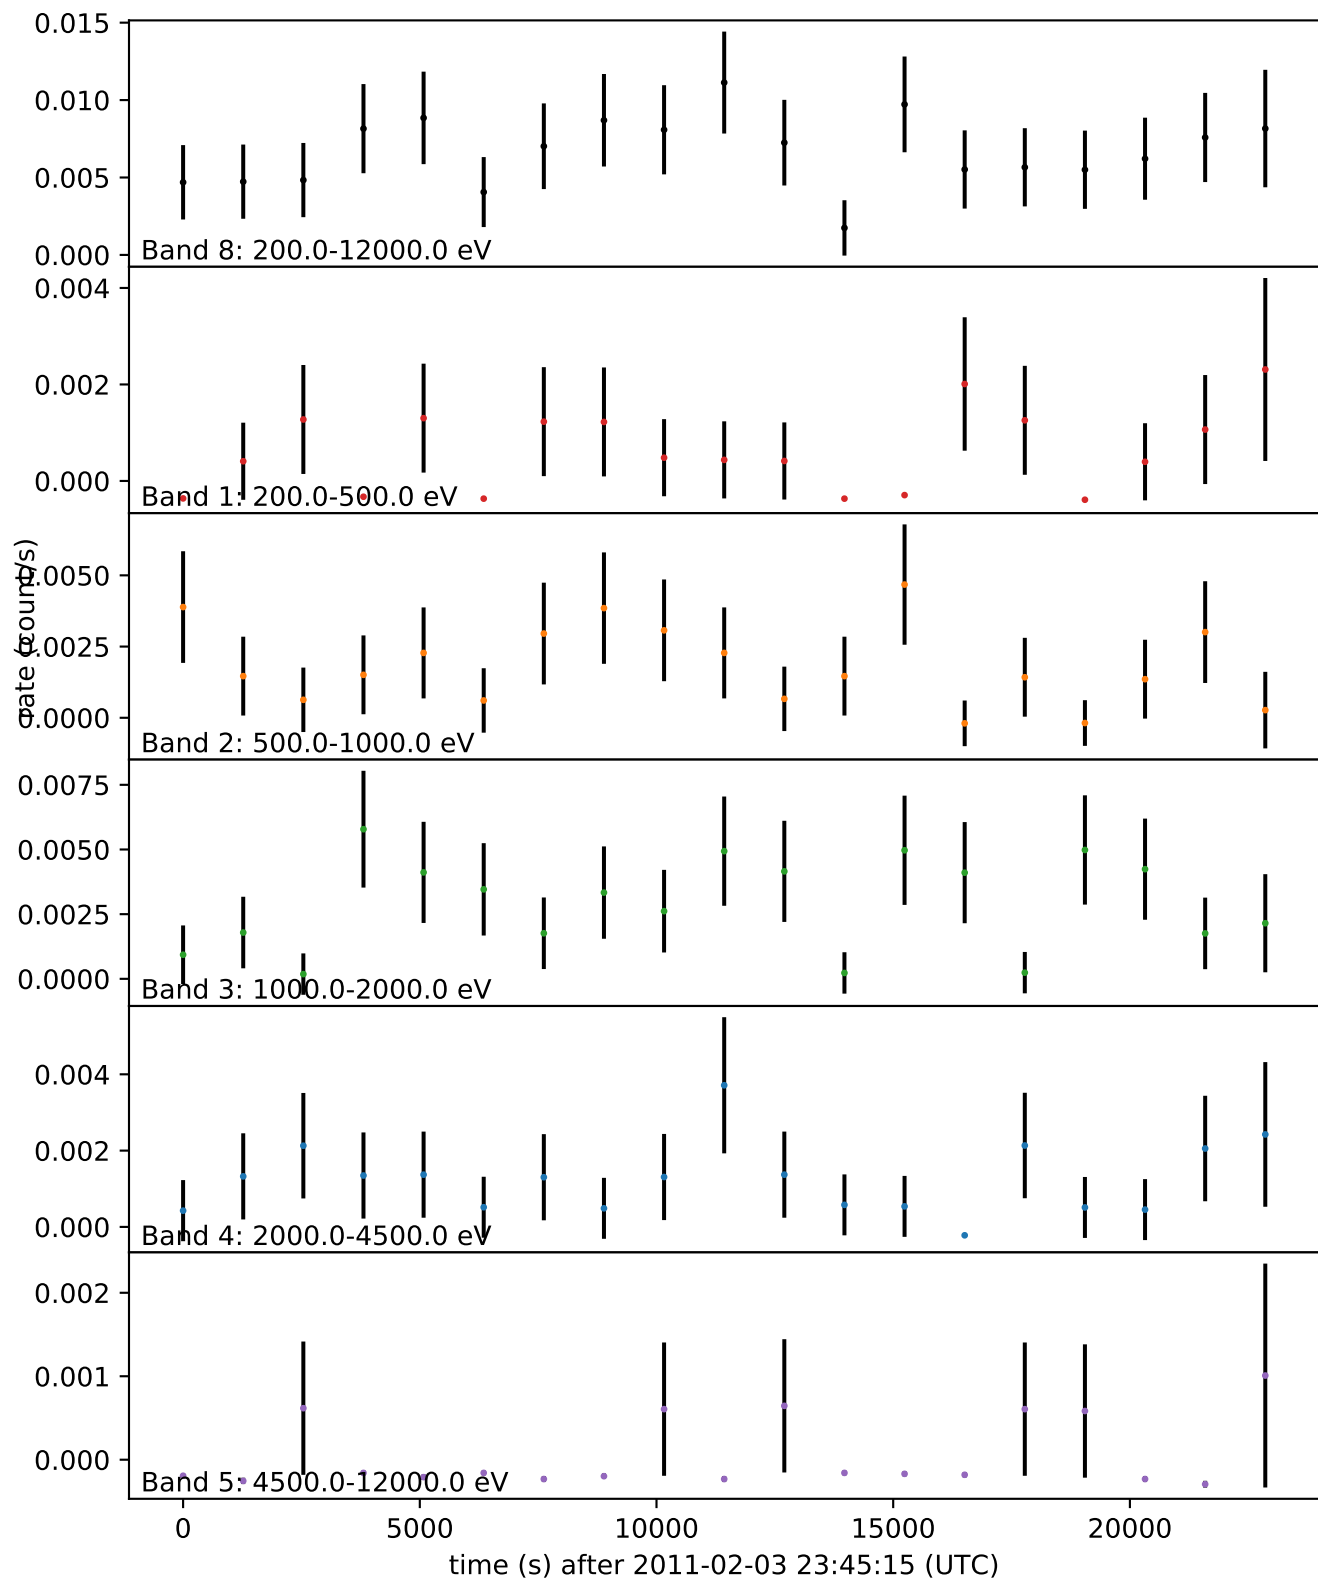 0.015
0.010
0.005
0.000
Band 8: 200.0-12000.0 eV
0.004
0.002
0.000
Band 1: 200.0-500.0 eV
rate (count/s)
0.0050
0.0025
0.0000
Band 2: 500.0-1000.0 eV
0.0075
0.0050
0.0025
0.0000
Band 3: 1000.0-2000.0 eV
0.004
0.002
0.000
Band 4: 2000.0-4500.0 eV
0.002
0.001
0.000
Band 5: 4500.0-12000.0 eV
0 5000 10000 15000 20000
time (s) after 2011-02-03 23:45:15 (UTC)